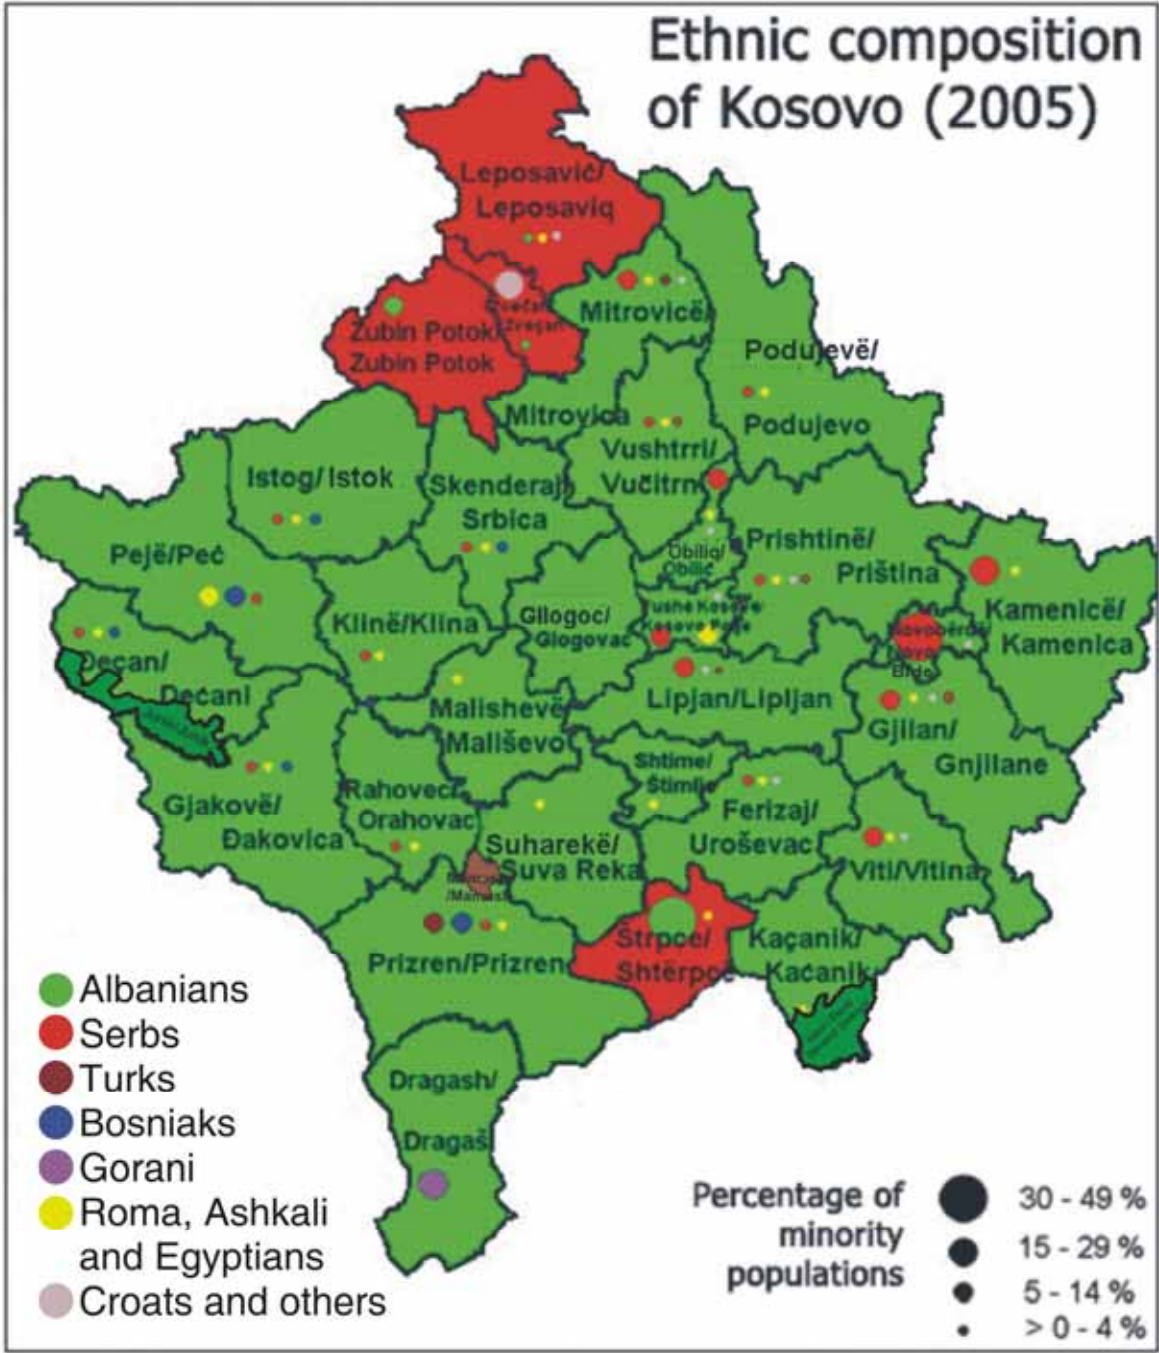 Ethnic composition
of Kosovo (2005)
Leposavić/
Leposaviq
Zubin Potok/
Zubin Potok
Mitrovicë/
Mitrovica
Podujevë/
Podujevo
Vushtrri/
Vučitrn
Istog/Istok
Skenderaj/
Srbica
Pejë/Peć
Obiliq/
Obilić
Prishtinë/
Priština
Kamenicë/
Kamenica
Klinë/Klina
Gllogoc/
Glogovac
Deçan/
Dečani
Malishevë
Mališevo
Lipjan/Lipljan
Gjilan/
Gnjilane
Gjakovë/
Đakovica
Rahovec/
Orahovac
Shtime/
Štimlje
Ferizaj/
Uroševac
Suharekë/
Suva Reka
Viti/Vitina
Prizren/Prizren
Štrpce/
Shtërpcë
Kaçanik/
Kačanik
Dragash/
Dragaš
Albanians
Serbs
Turks
Bosniaks
Gorani
Roma, Ashkali
and Egyptians
Croats and others
Percentage of
minority
populations
30 - 49 %
15 - 29 %
5 - 14 %
> 0 - 4 %